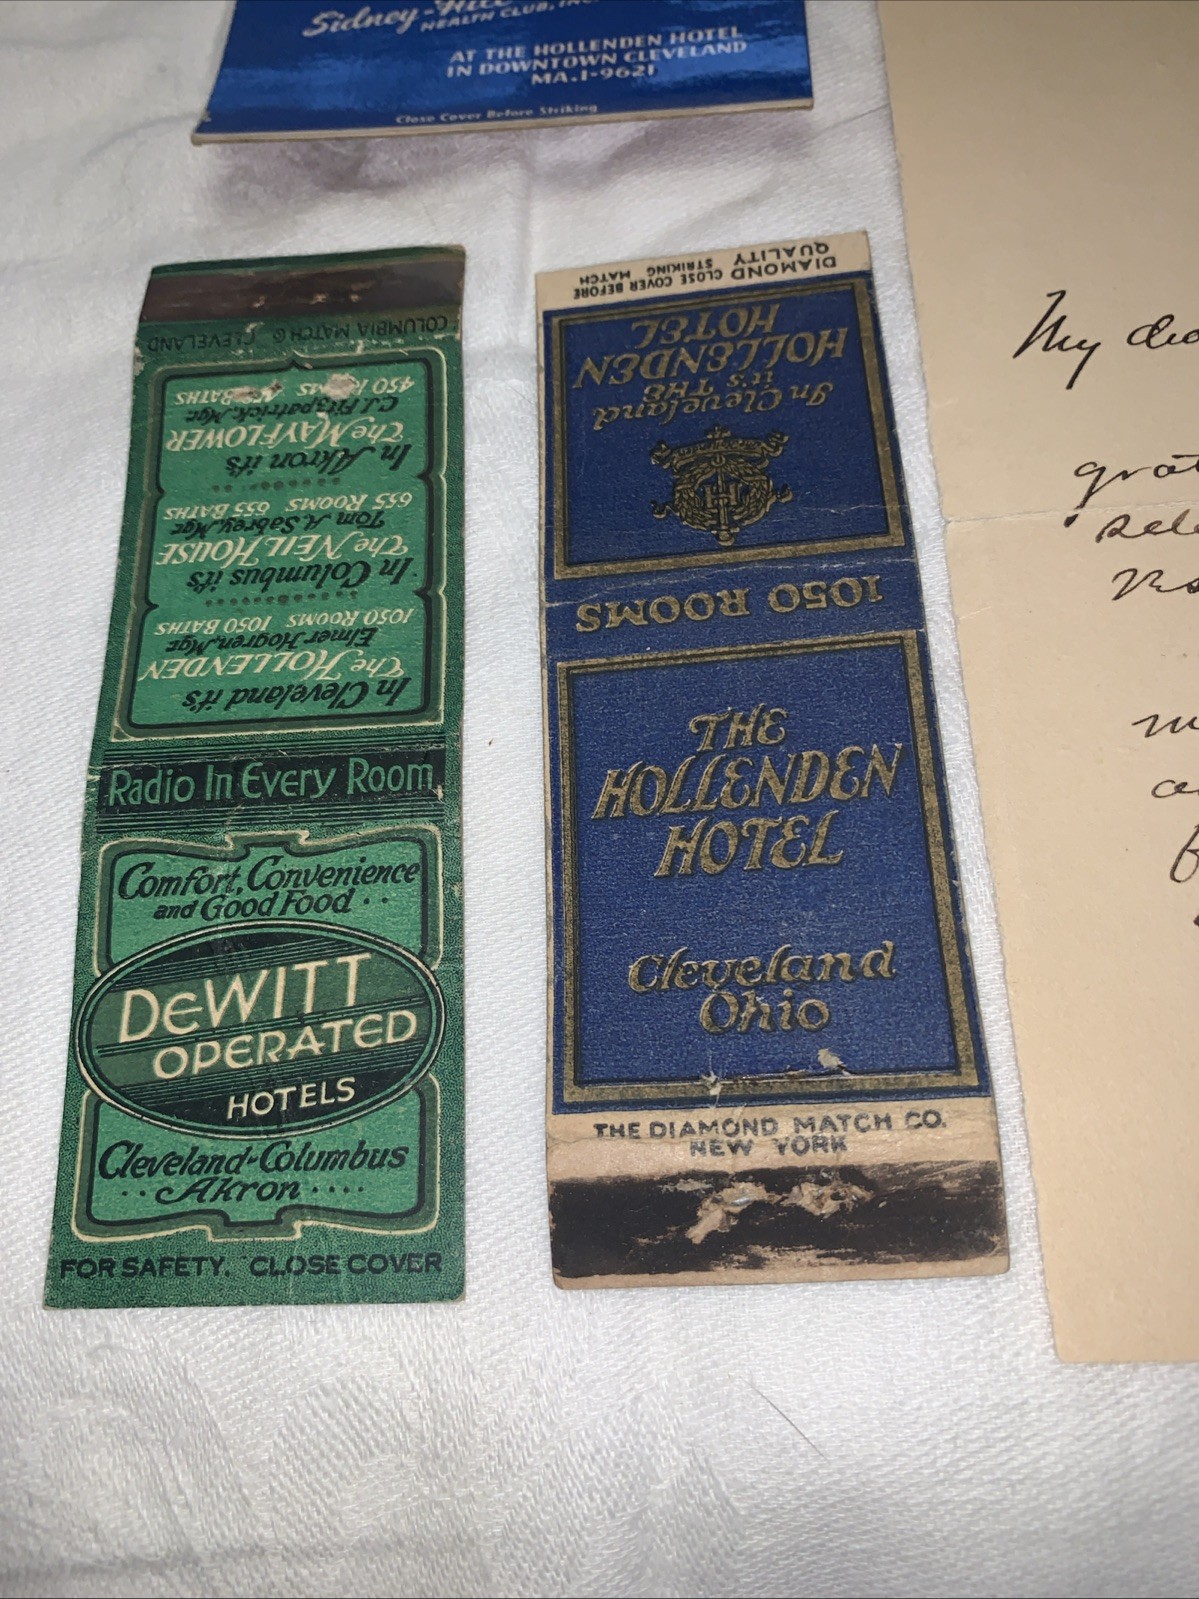 Sidney-Hill
HEALTH CLUB, INC.
AT THE HOLLENDEN HOTEL
IN DOWNTOWN CLEVELAND
MA.1-9621
Close Cover Before Striking
COLUMBIA MATCH CO CLEVELAND
In Cleveland it's
The HOLLENDEN
Elmer Hogren, Mgr.
1050 ROOMS 1050 BATHS
In Columbus it's
The NEIL HOUSE
Tom A. Sabrey, Mgr.
655 ROOMS 655 BATHS
In Akron it's
The MAYFLOWER
C.J. Fitzpatrick, Mgr.
450 ROOMS 450 BATHS
Radio In Every Room
Comfort, Convenience
and Good Food ..
DeWITT
OPERATED
HOTELS
Cleveland-Columbus
..Akron....
FOR SAFETY. CLOSE COVER
DIAMOND QUALITY
CLOSE COVER BEFORE STRIKING MATCH
In Cleveland
it's THE
HOLLENDEN
HOTEL
1050 ROOMS
THE
HOLLENDEN
HOTEL
Cleveland
Ohio
THE DIAMOND MATCH CO.
NEW YORK
My